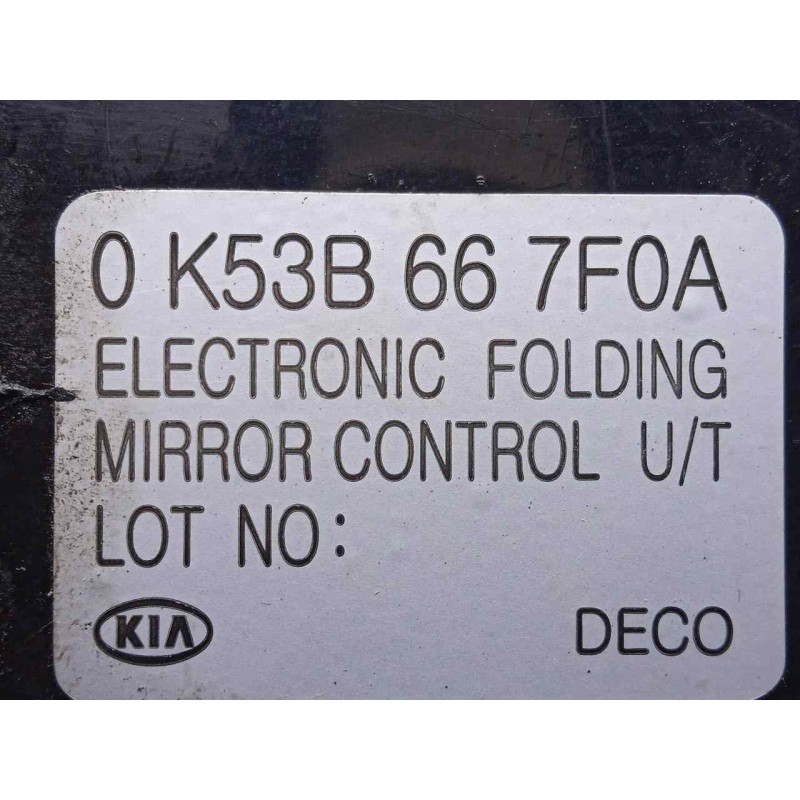 0 K53B 66 7F0A
ELECTRONIC FOLDING
MIRROR CONTROL U/T
LOT NO:
KIA DECO